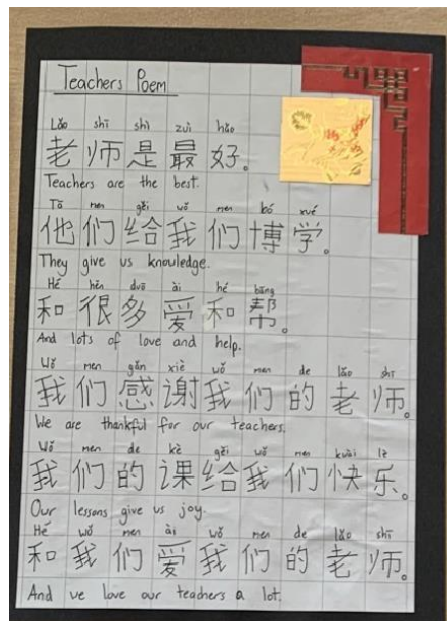 Teachers Poem
Lǎo shī shì zuì hǎo
老师是最好。
Teachers are the best.
Tā men gěi wǒ men bó xué
他们给我们博学。
They give us knowledge.
Hé hěn duō ài hé bāng
和很多爱和帮。
And lots of love and help.
Wǒ men gǎn xiè wǒ men de lǎo shī
我们感谢我们的老师。
We are thankful for our teachers.
Wǒ men de kè gěi wǒ men kuài lè
我们的课给我们快乐。
Our lessons give us joy.
Hé wǒ men ài wǒ men de lǎo shī
和我们爱我们的老师。
And we love our teachers a lot.